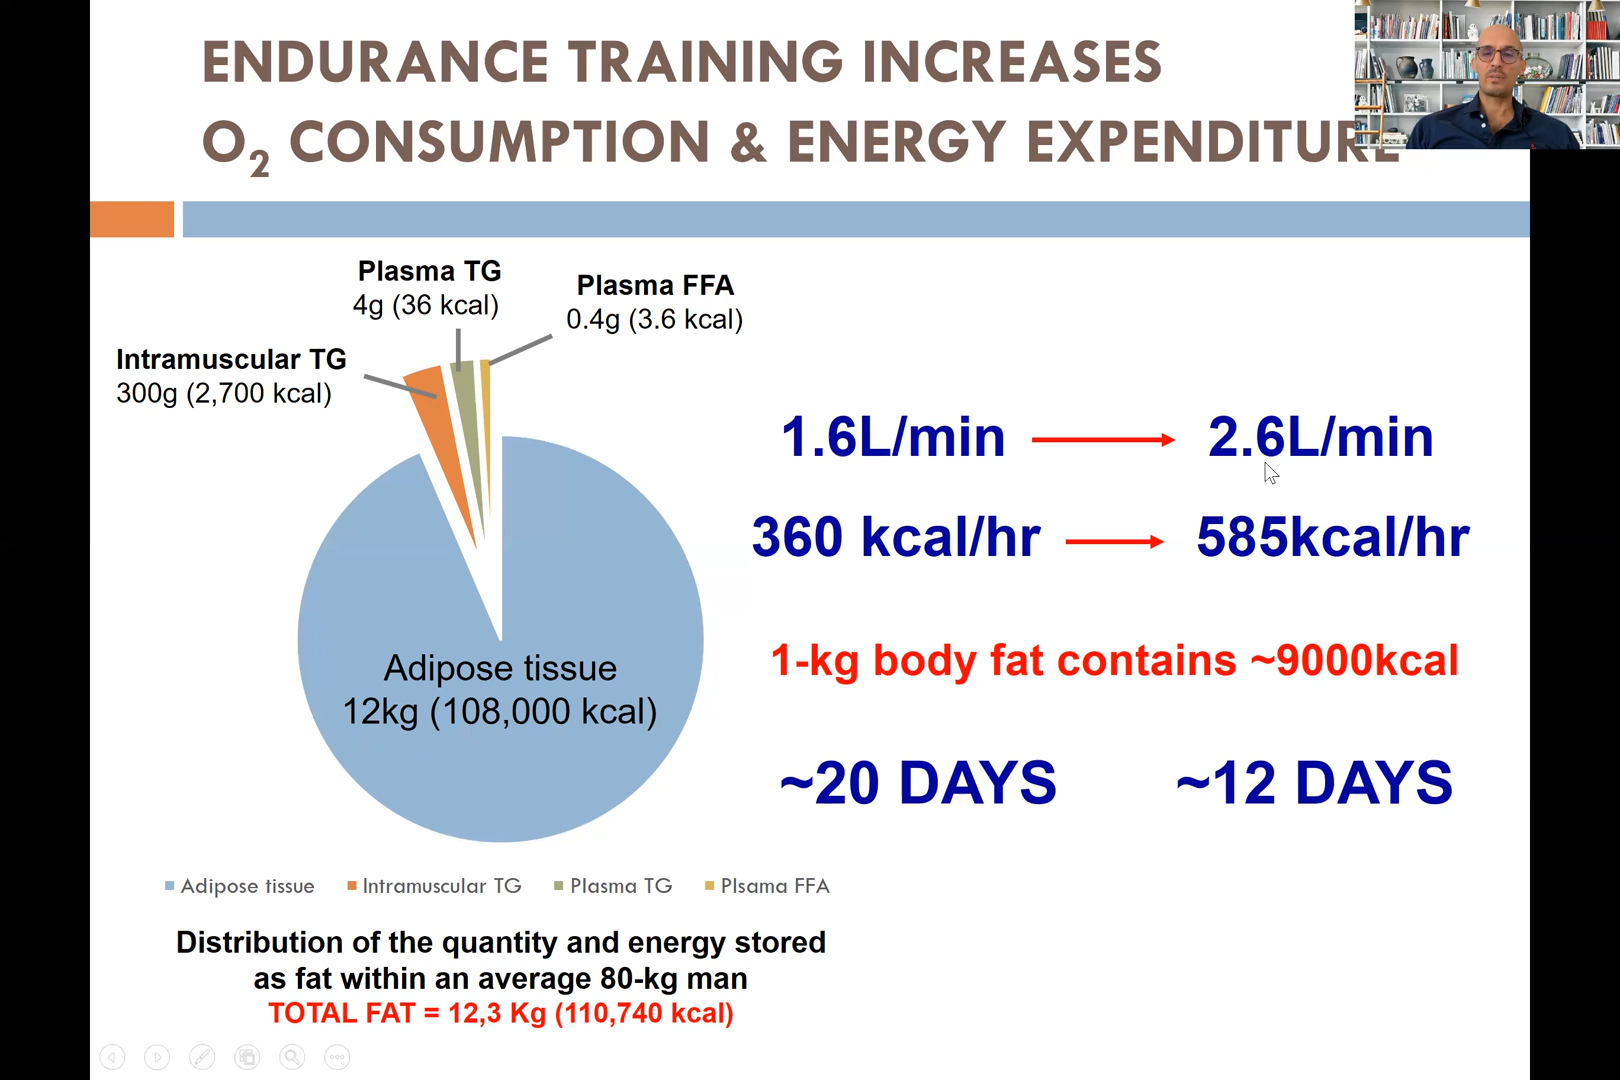 ENDURANCE TRAINING INCREASES
O2 CONSUMPTION & ENERGY EXPENDITURE
Plasma TG
4g (36 kcal)
Plasma FFA
0.4g (3.6 kcal)
Intramuscular TG
300g (2,700 kcal)
Adipose tissue
12kg (108,000 kcal)
1.6L/min 2.6L/min
360 kcal/hr 585kcal/hr
1-kg body fat contains ~9000kcal
~20 DAYS ~12 DAYS
Adipose tissue Intramuscular TG Plasma TG Plsama FFA
Distribution of the quantity and energy stored
as fat within an average 80-kg man
TOTAL FAT = 12,3 Kg (110,740 kcal)